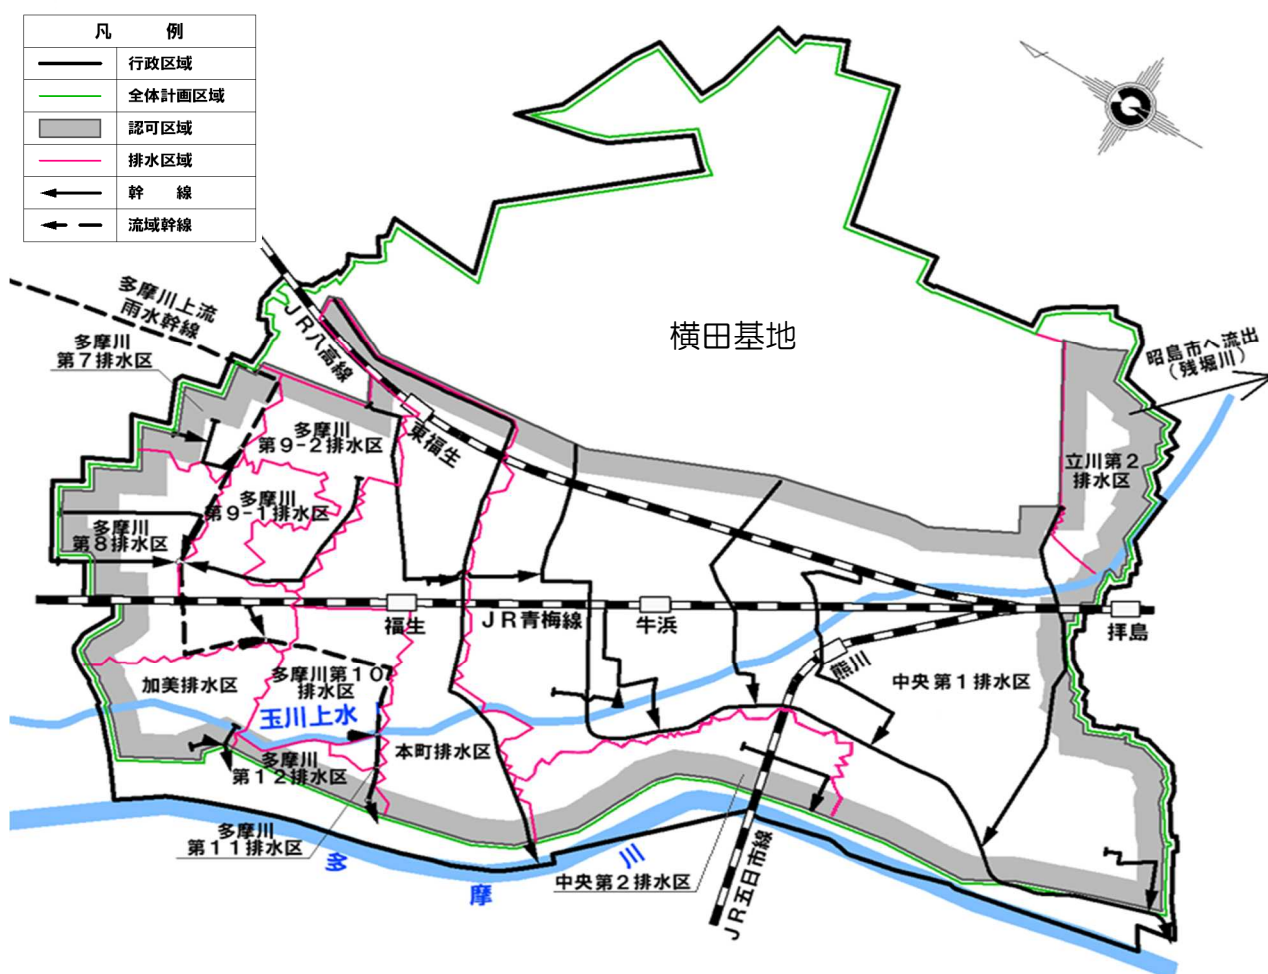 凡　例
行政区域
全体計画区域
認可区域
排水区域
幹　線
流域幹線
多摩川上流
雨水幹線
多摩川
第7排水区
JR八高線
横田基地
昭島市へ流出
(残堀川)
東福生
多摩川
第9-2排水区
立川第2
排水区
多摩川
第9-1排水区
多摩川
第8排水区
福生
JR青梅線
牛浜
拝島
熊川
加美排水区
多摩川第10
排水区
中央第1排水区
玉川上水
本町排水区
多摩川
第12排水区
多摩川
第11排水区
多
摩
川
中央第2排水区
JR五日市線